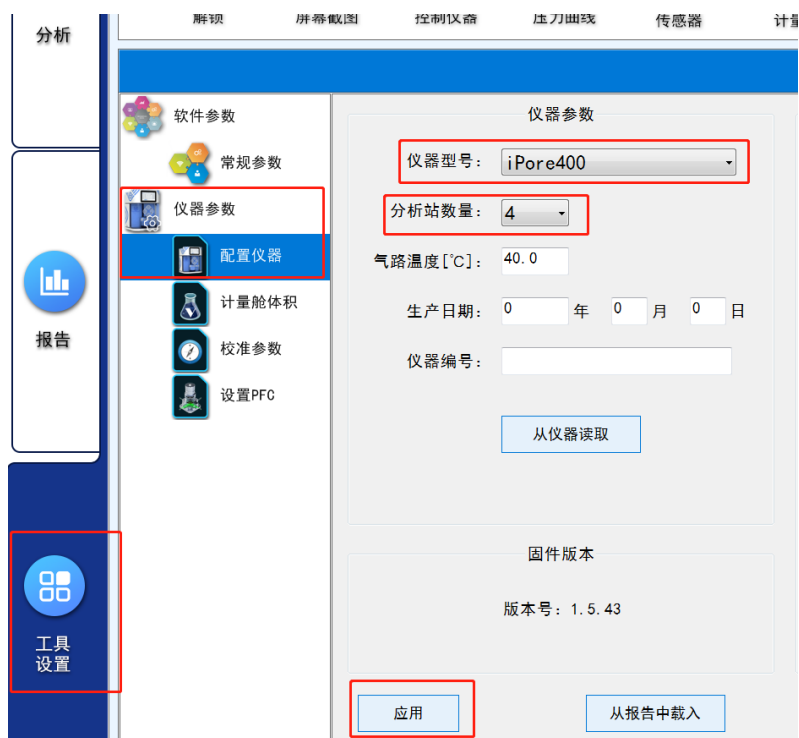 解锁 屏幕截图 控制仪器 压力曲线 传感器
分析
软件参数
常规参数
仪器参数
配置仪器
计量舱体积
校准参数
设置PFC
报告
工具
设置
仪器参数
仪器型号: iPore400
分析站数量: 4
气路温度[℃]: 40.0
生产日期: 0 年 0 月 0 日
仪器编号:
从仪器读取
固件版本
版本号: 1.5.43
应用 从报告中载入